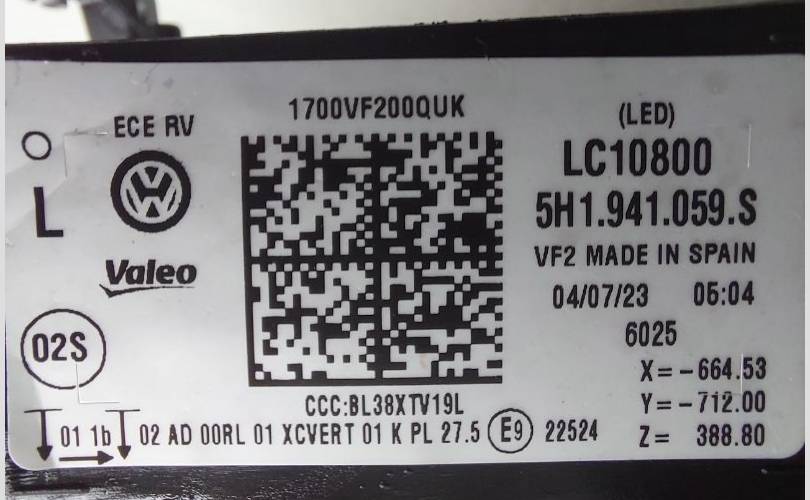 ECE RV
L
Valeo
02S
1700VF200QUK
CCC:BL38XTV19L
(LED)
LC10800
5H1.941.059.S
VF2 MADE IN SPAIN
04/07/23 05:04
6025
X=-664.53
Y=-712.00
Z= 388.80
01 1b 02 AD 00RL 01 XCVERT 01 K PL 27.5 E9 22524